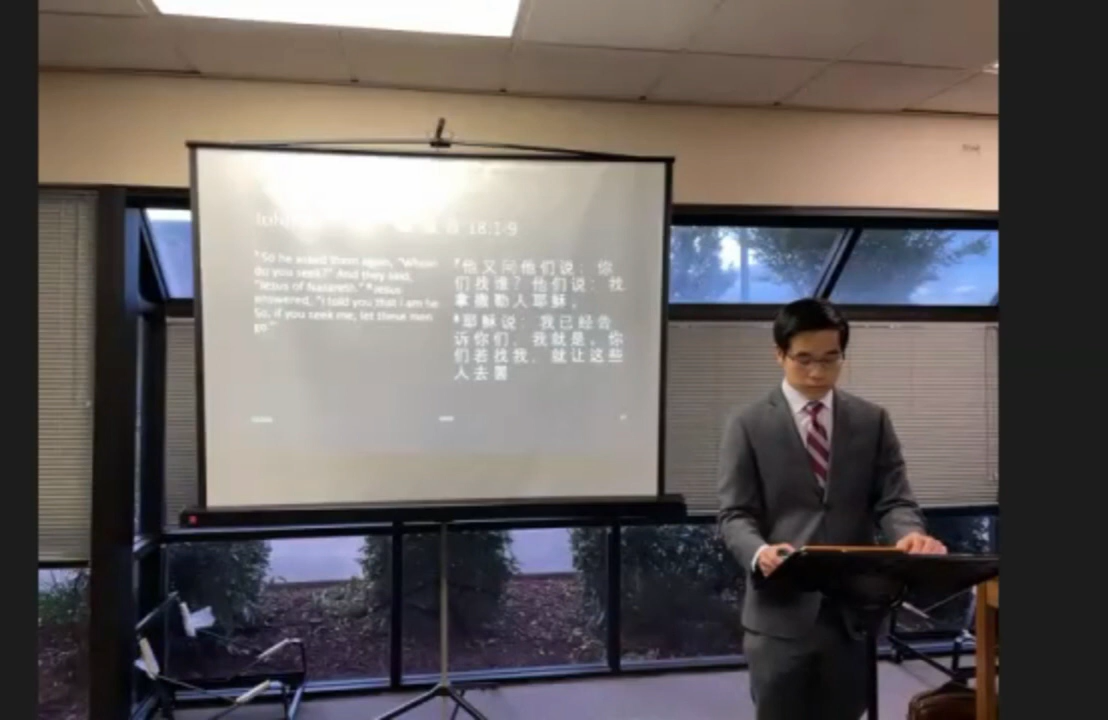 18:1-9
So he asked them again, "Whom
do you seek?" And they said,
"Jesus of Nazareth." Jesus
answered, "I told you that I am he
So, if you seek me, let these men
go."
他又问他们说：你
们找谁？他们说：找
拿撒勒人耶稣。
耶稣说：我已经告
诉你们，我就是。你
们若找我，就让这些
人去罢